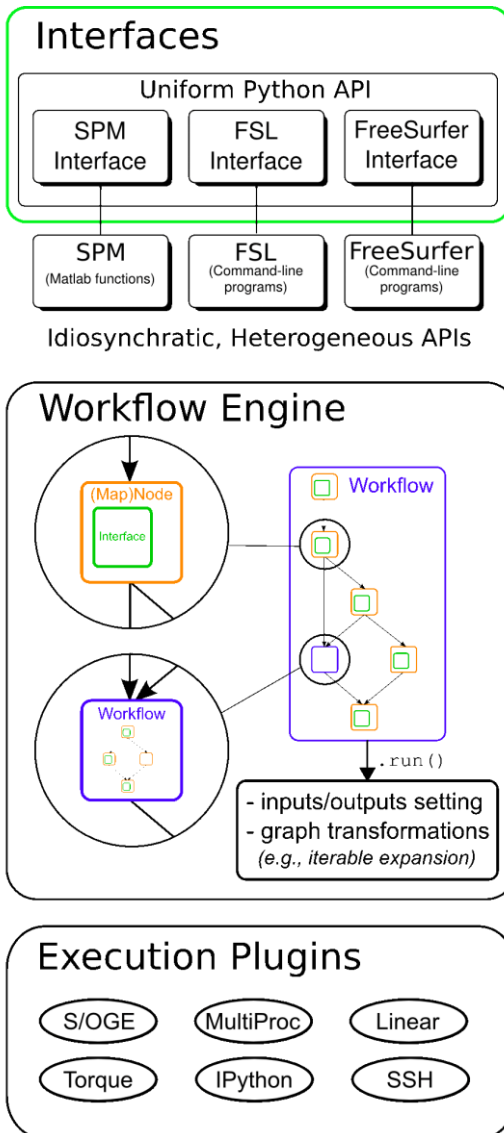 Interfaces
Uniform Python API
SPM
Interface
FSL
Interface
FreeSurfer
Interface
SPM
(Matlab functions)
FSL
(Command-line
programs)
FreeSurfer
(Command-line
programs)
Idiosynchratic, Heterogeneous APIs
Workflow Engine
(Map)Node
Interface
Workflow
Workflow
.run()
- inputs/outputs setting
- graph transformations
(e.g., iterable expansion)
Execution Plugins
S/OGE
MultiProc
Linear
Torque
IPython
SSH